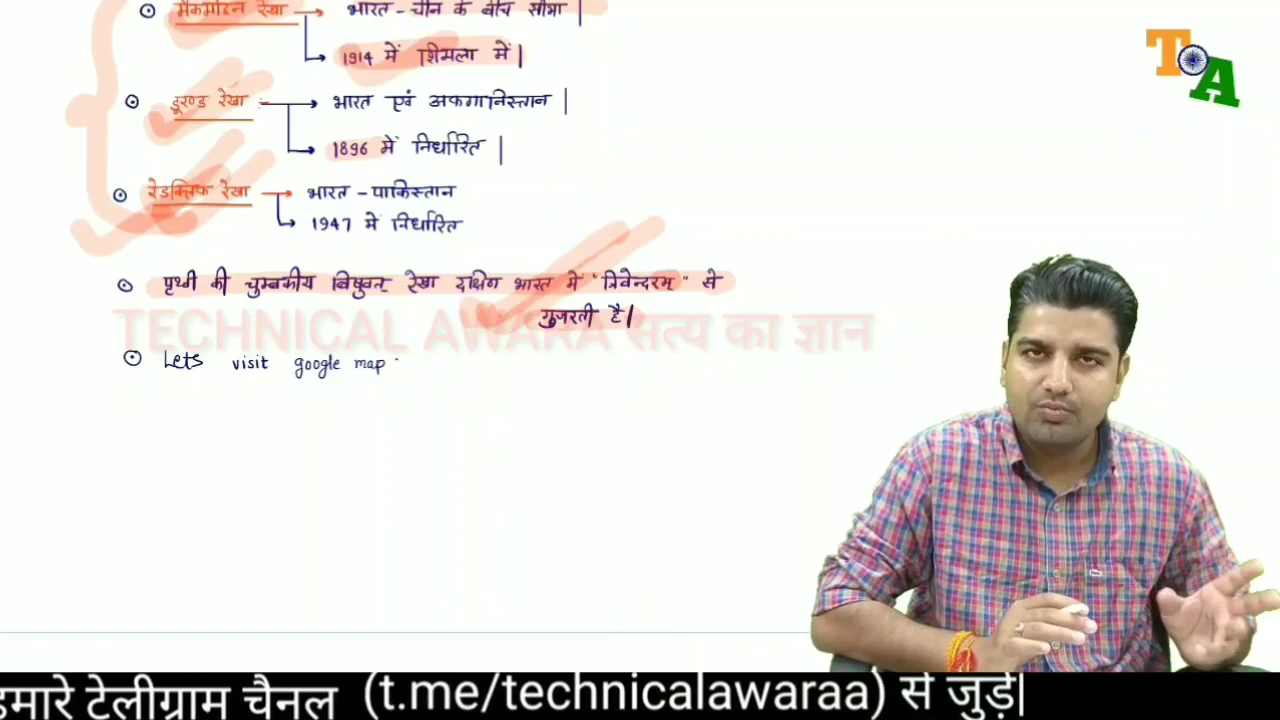 मैकमोहन रेखा → भारत - चीन के बीच सीमा |
1914 में शिमला में |
डूरण्ड रेखा :- → भारत एवं अफगानिस्तान |
1896 में निर्धारित |
रेडक्लिफ रेखा → भारत - पाकिस्तान
1947 में निर्धारित
पृथ्वी की चुम्बकीय विषुवत् रेखा दक्षिण भारत में "त्रिवेन्दरम्" से
गुजरती है |
TECHNICAL AWARA सत्य का ज्ञान
Lets visit google map
TA
हमारे टेलीग्राम चैनल (t.me/technicalawaraa) से जुड़े|